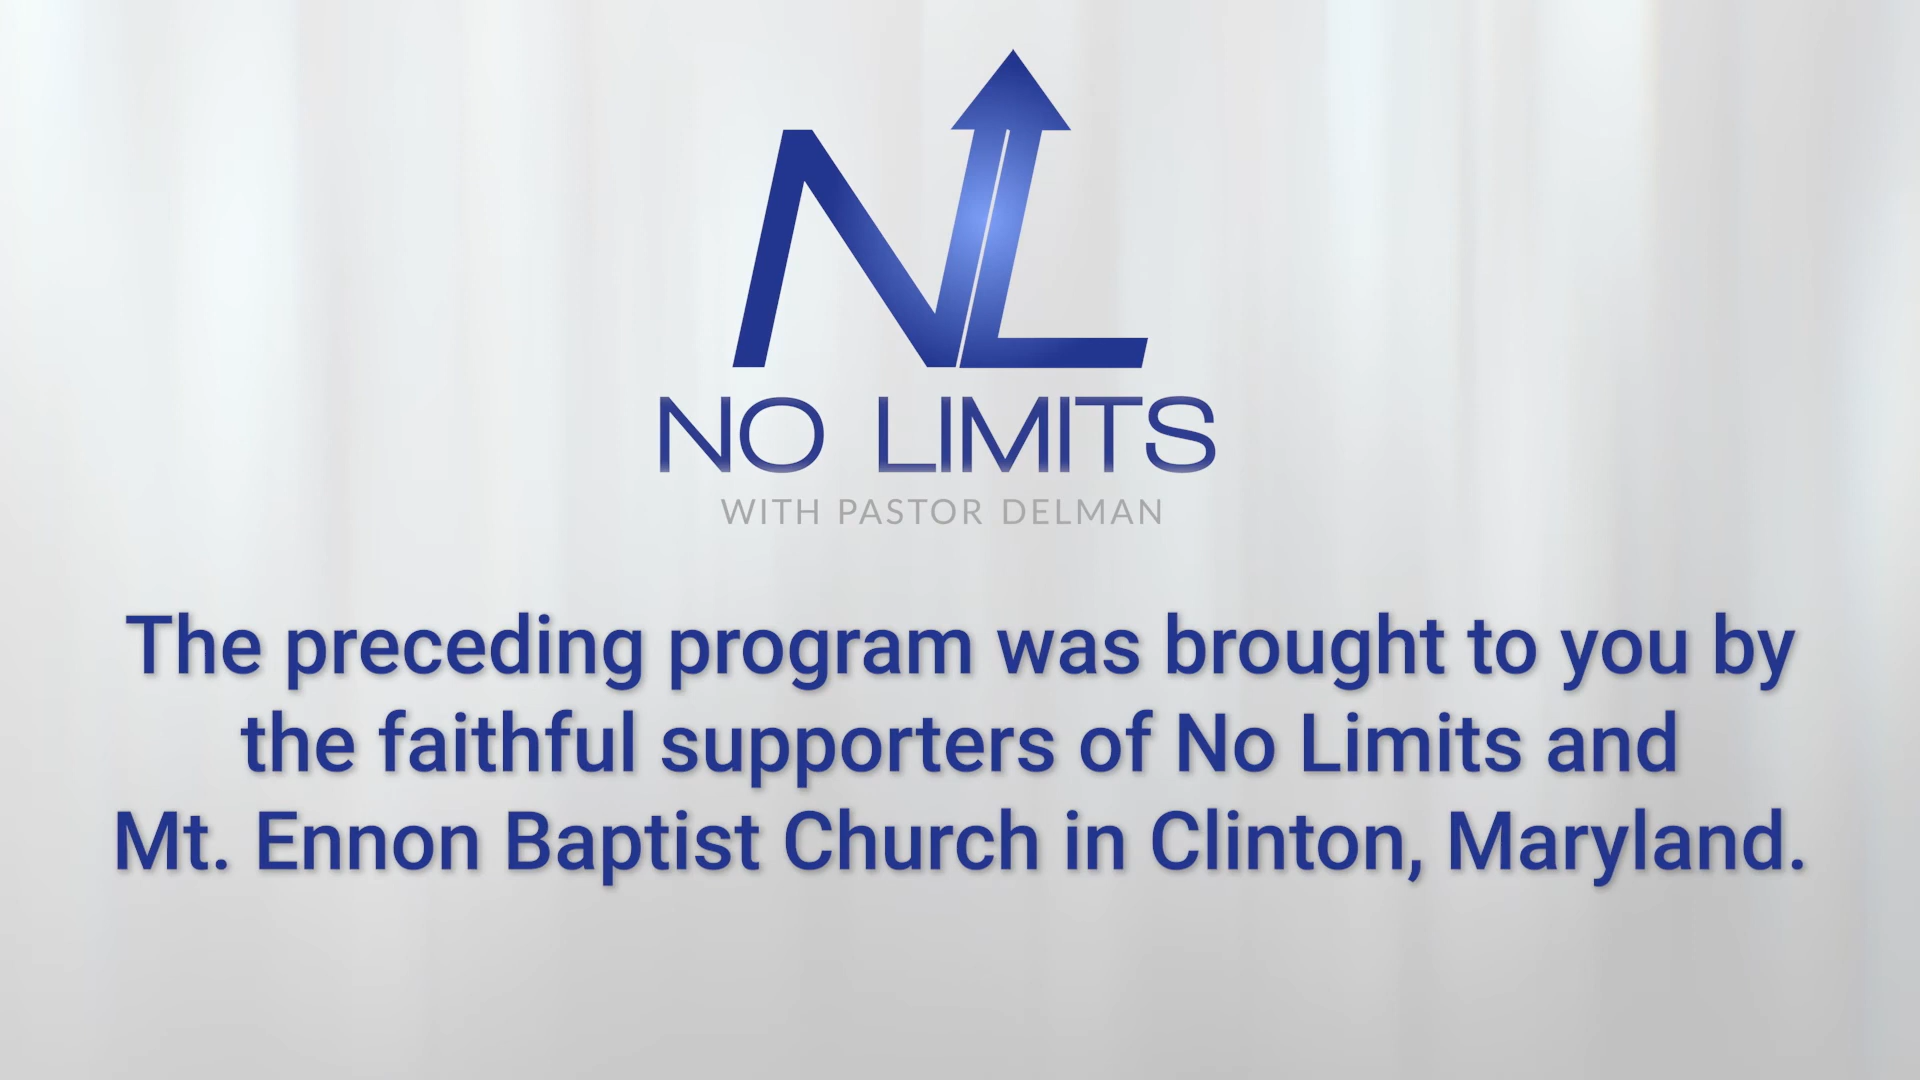 NL
NO LIMITS
WITH PASTOR DELMAN
The preceding program was brought to you by
the faithful supporters of No Limits and
Mt. Ennon Baptist Church in Clinton, Maryland.